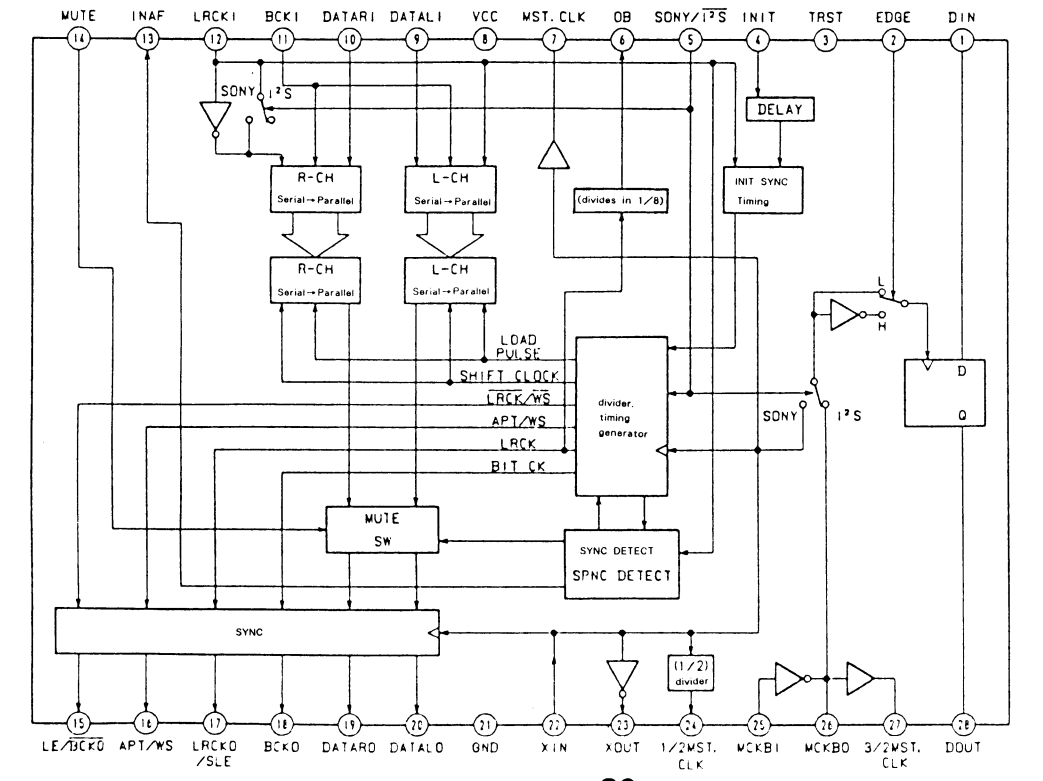 MUTE INAF LRCKI BCKI DATARI DATALI VCC MST.CLK OB SONY/I²S INIT TRST EDGE DIN
14 13 12 11 10 9 8 7 6 5 4 3 2 1
SONY I²S
DELAY
R-CH
Serial→Parallel
L-CH
Serial→Parallel
(divides in 1/8)
INIT SYNC
Timing
R-CH
Serial→Parallel
L-CH
Serial→Parallel
L
H
LOAD
PULSE
SHIFT CLOCK
LRCK/WS
APT/WS
LRCK
BIT CK
divider.
timing
generator
SONY I²S
D
Q
MUTE
SW
SYNC DETECT
SPNC DETECT
SYNC
(1/2)
divider
15 16 17 18 19 20 21 22 23 24 25 26 27 28
LE/BCKO APT/WS LRCKO DATARO DATALO GND XIN XOUT 1/2MST. MCKBI MCKBO 3/2MST. DOUT
BCKO
/SLE
CLK
CLK